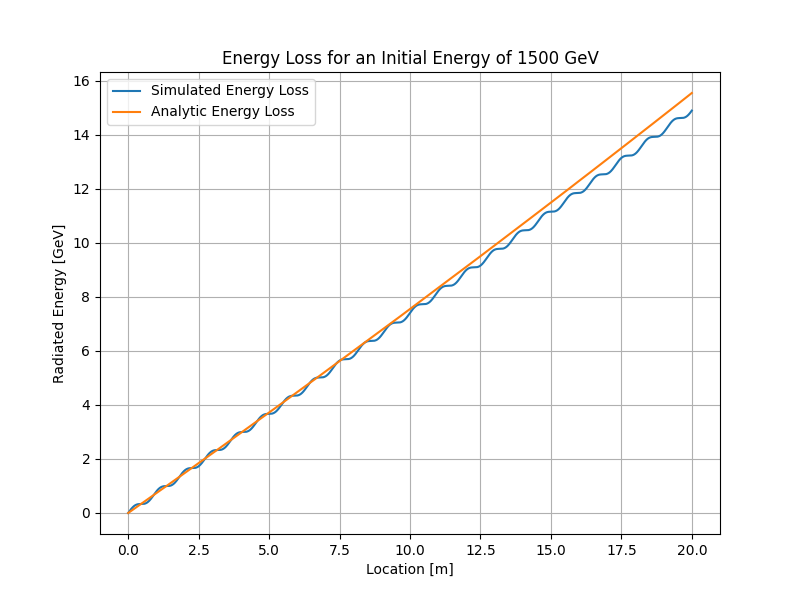 Energy Loss for an Initial Energy of 1500 GeV
Simulated Energy Loss
Analytic Energy Loss
Radiated Energy [GeV]
16
14
12
10
8
6
4
2
0
0.0 2.5 5.0 7.5 10.0 12.5 15.0 17.5 20.0
Location [m]